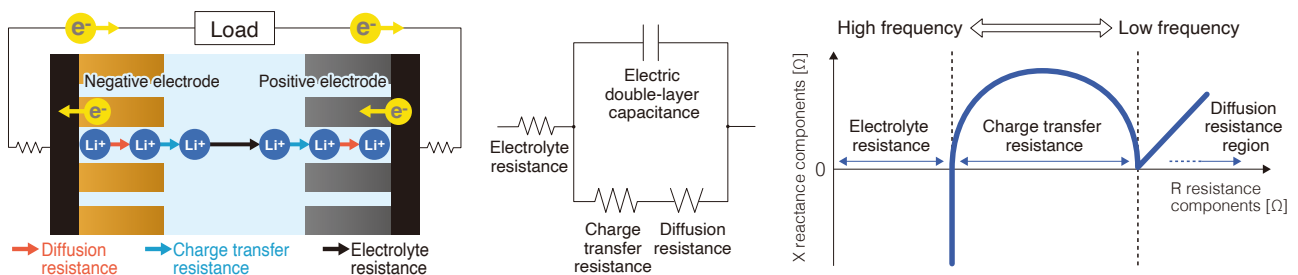 e-
Load
e-
Negative electrode
Positive electrode
e-
e-
Li+
Li+
Li+
Li+
Li+
Li+
Diffusion
resistance
Charge transfer
resistance
Electrolyte
resistance
Electric
double-layer
capacitance
Electrolyte
resistance
Charge
transfer
resistance
Diffusion
resistance
High frequency
Low frequency
X reactance components [Ω]
Electrolyte
resistance
Charge transfer
resistance
Diffusion
resistance
region
0
R resistance
components [Ω]